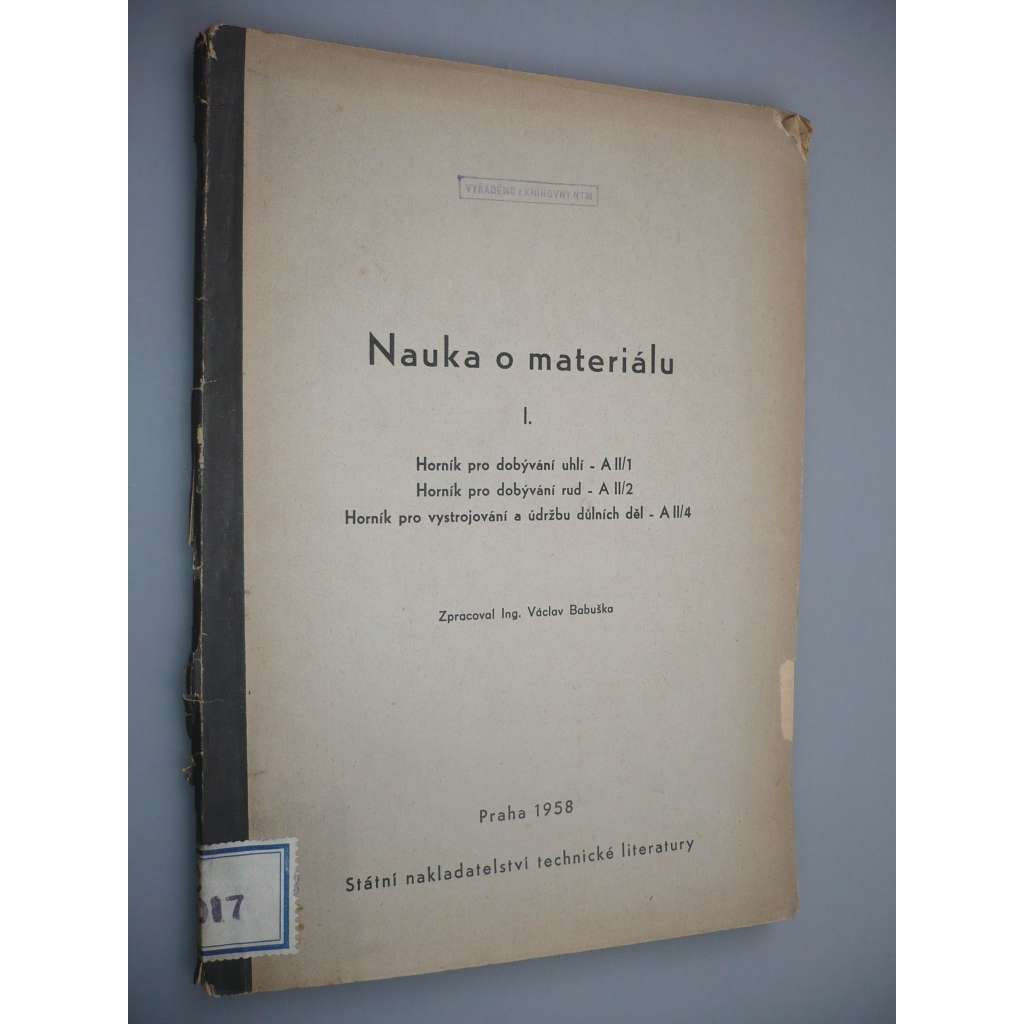 VYŘAZENO z KNIHOVNY NTM
Nauka o materiálu
I.
Horník pro dobývání uhlí - A II/1
Horník pro dobývání rud - A II/2
Horník pro vystrojování a údržbu důlních děl - A II/4
Zpracoval Ing. Václav Babuška
Praha 1958
Státní nakladatelství technické literatury
017